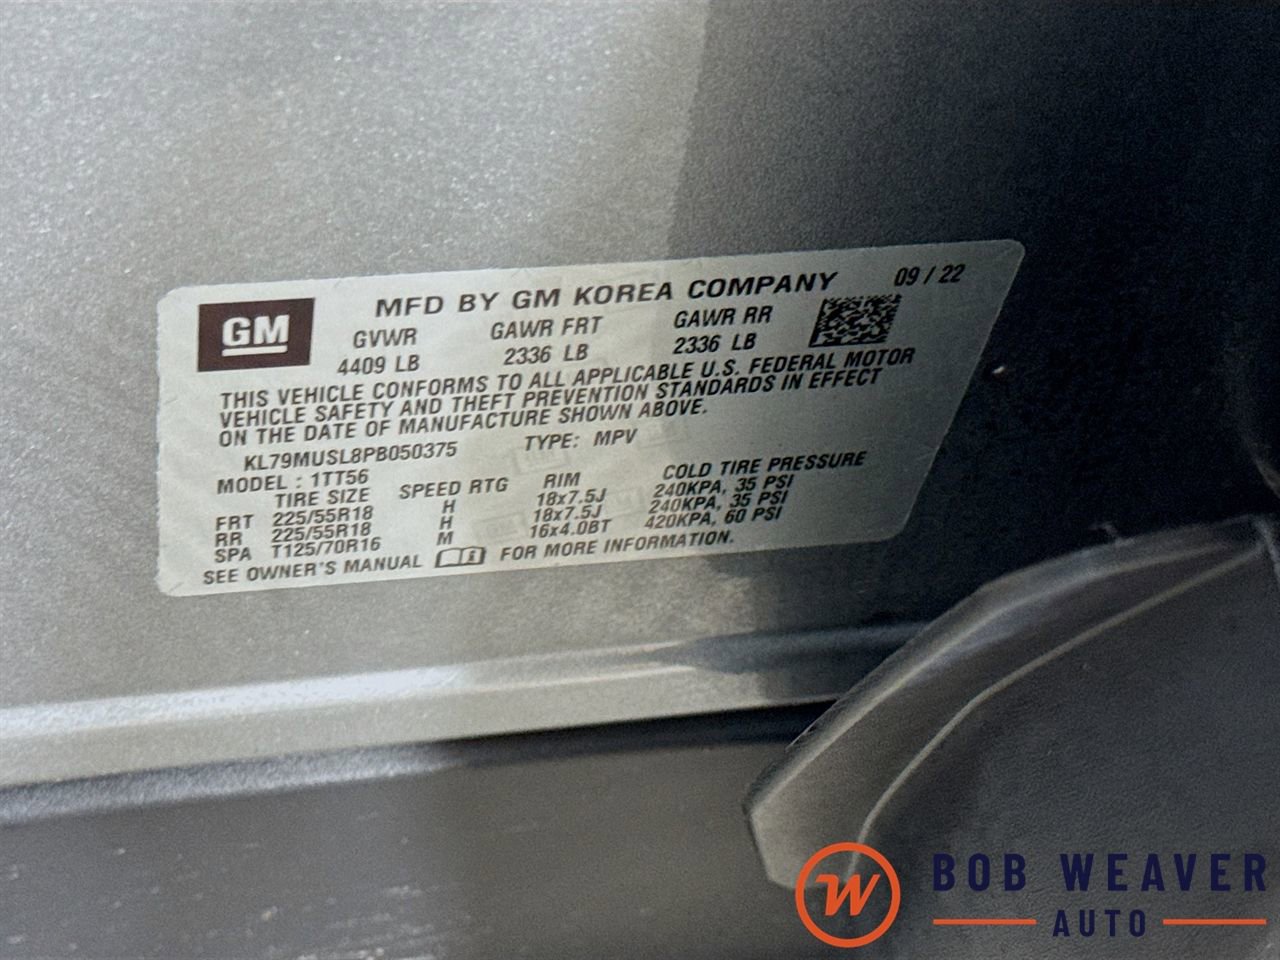 GM
MFD BY GM KOREA COMPANY 09 / 22
GVWR GAWR FRT GAWR RR
4409 LB 2336 LB 2336 LB
THIS VEHICLE CONFORMS TO ALL APPLICABLE U.S. FEDERAL MOTOR
VEHICLE SAFETY AND THEFT PREVENTION STANDARDS IN EFFECT
ON THE DATE OF MANUFACTURE SHOWN ABOVE.
KL79MUSL8PB050375 TYPE: MPV
MODEL : 1TT56
TIRE SIZE SPEED RTG RIM COLD TIRE PRESSURE
FRT 225/55R18 H 18x7.5J 240KPA, 35 PSI
RR 225/55R18 H 18x7.5J 240KPA, 35 PSI
SPA T125/70R16 M 16x4.0BT 420KPA, 60 PSI
SEE OWNER'S MANUAL FOR MORE INFORMATION.
W BOB WEAVER
AUTO